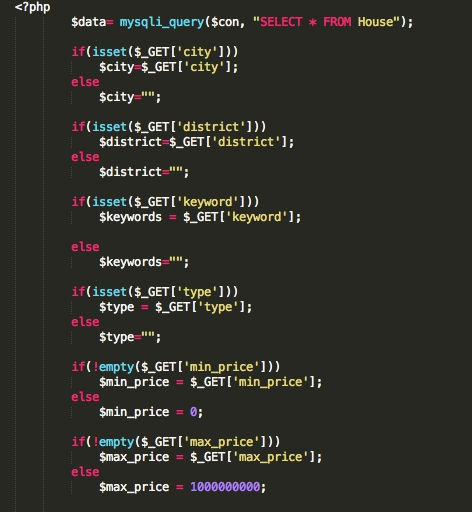 <?php
$data= mysqli_query($con, "SELECT * FROM House");
if(isset($_GET['city']))
$city=$_GET['city'];
else
$city="";
if(isset($_GET['district']))
$district=$_GET['district'];
else
$district="";
if(isset($_GET['keyword']))
$keywords = $_GET['keyword'];
else
$keywords="";
if(isset($_GET['type']))
$type = $_GET['type'];
else
$type="";
if(!empty($_GET['min_price']))
$min_price = $_GET['min_price'];
else
$min_price = 0;
if(!empty($_GET['max_price']))
$max_price = $_GET['max_price'];
else
$max_price = 1000000000;